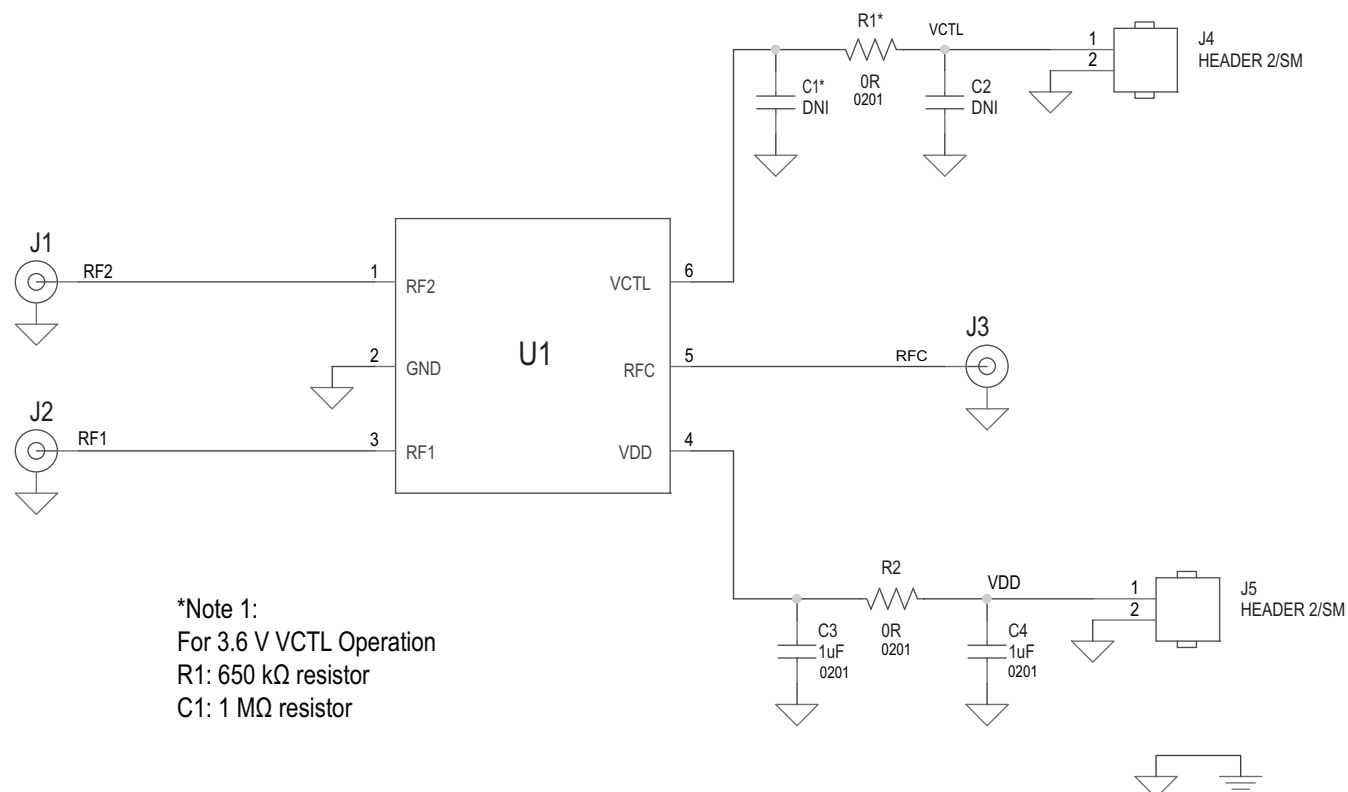 R1*
VCTL
0R
0201
C1*
DNI
C2
DNI
1
2
J4
HEADER 2/SM
J1
RF2
1
RF2
2
GND
J2
RF1
3
RF1
U1
VCTL
6
RFC
5
RFC
J3
VDD
4
R2
VDD
0R
0201
C3
1uF
0201
C4
1uF
0201
1
2
J5
HEADER 2/SM
*Note 1:
For 3.6 V VCTL Operation
R1: 650 kΩ resistor
C1: 1 MΩ resistor